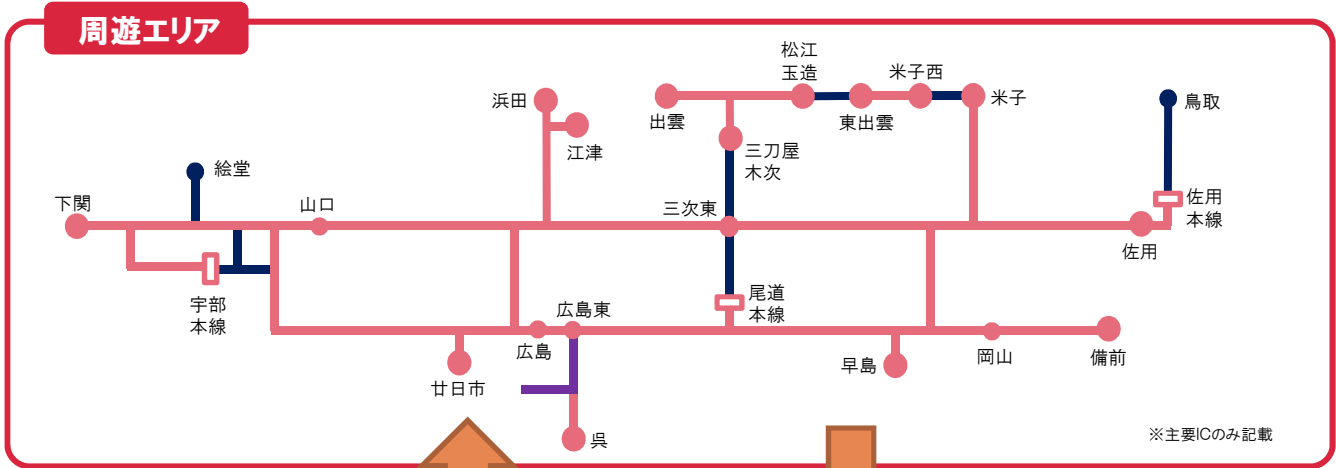 周遊エリア
松江
玉造
米子西
浜田
出雲
東出雲
米子
鳥取
江津
三刀屋
木次
絵堂
下関
山口
三次東
佐用
本線
佐用
宇部
本線
広島東
尾道
本線
広島
廿日市
早島
岡山
備前
呉
※主要ICのみ記載